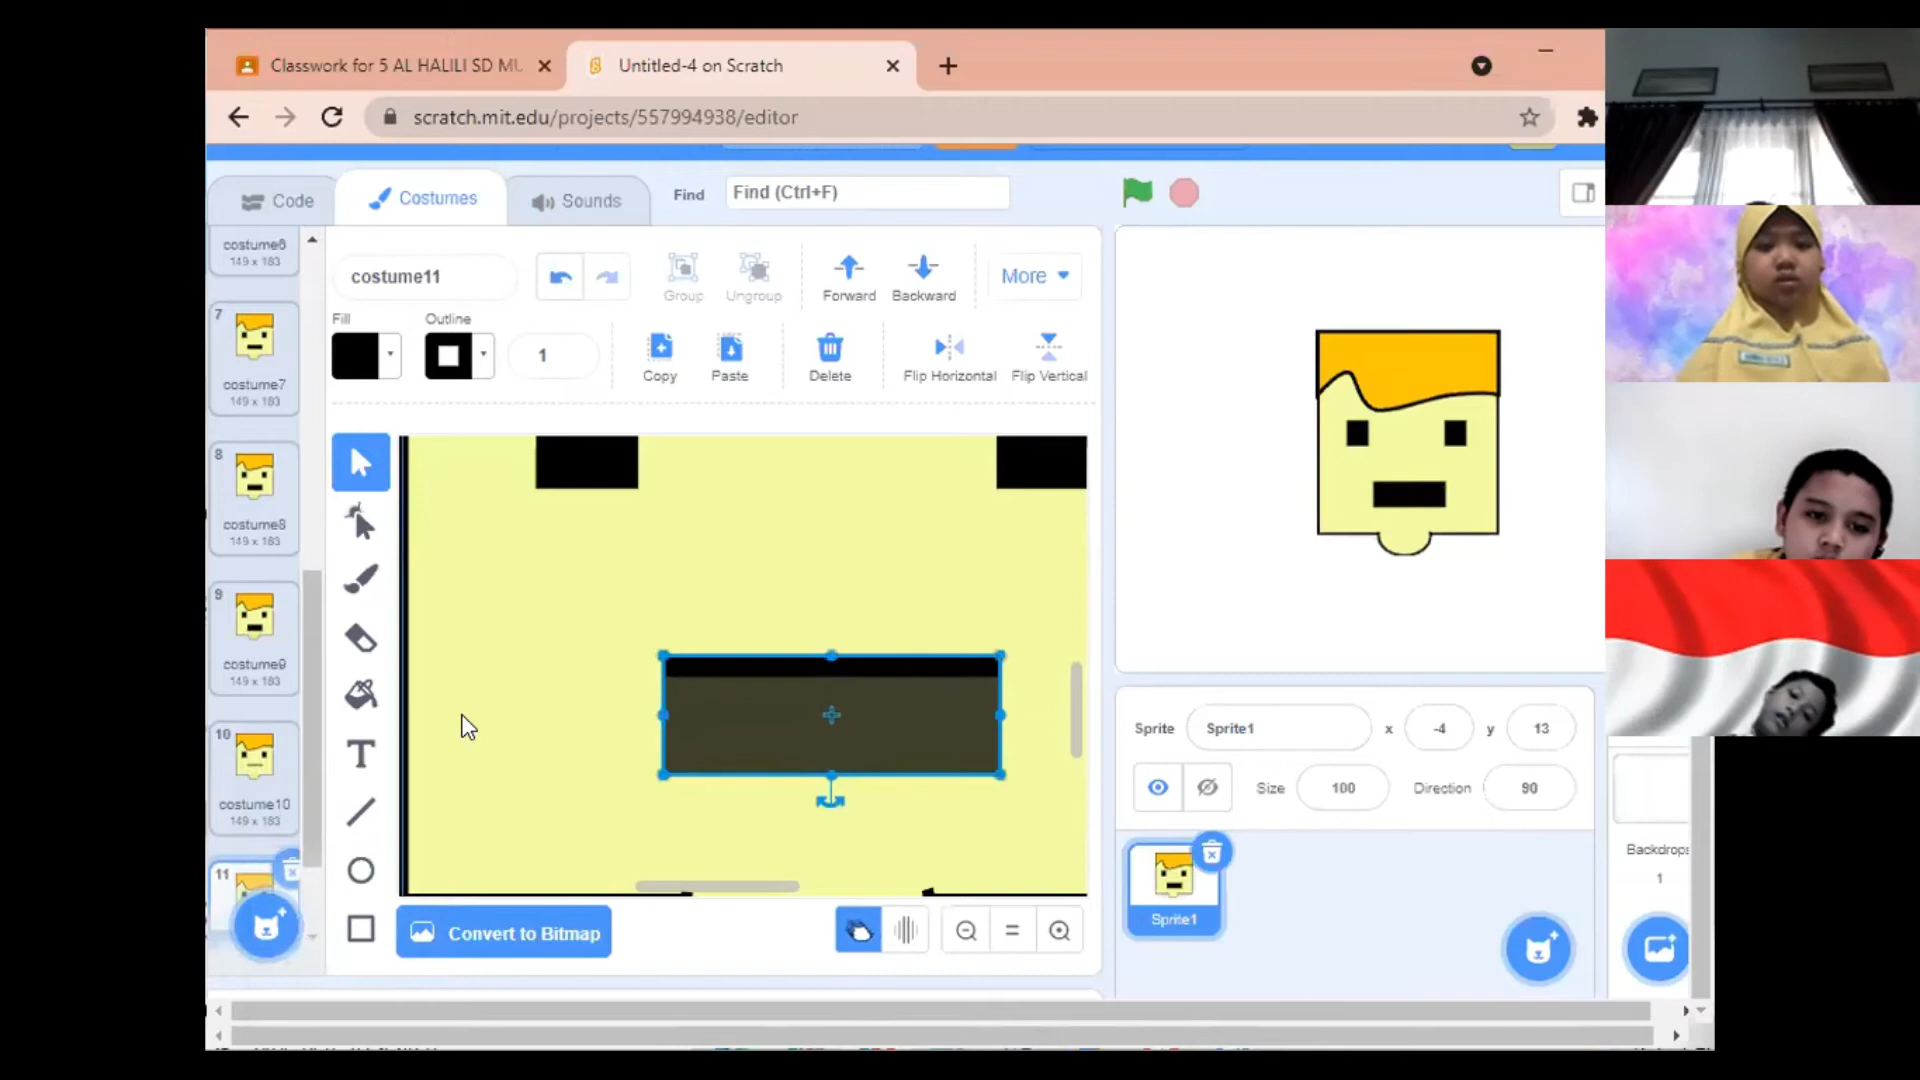 Classwork for 5 AL HALILI SD MU
Untitled-4 on Scratch
scratch.mit.edu/projects/557994938/editor
Code
Costumes
Sounds
Find
Find (Ctrl+F)
costume6
149 x 183
7
costume7
149 x 183
8
costume8
149 x 183
9
costume9
149 x 183
10
costume10
149 x 183
11
costume11
Group
Ungroup
Forward
Backward
More
Fill
Outline
1
Copy
Paste
Delete
Flip Horizontal
Flip Vertical
T
Convert to Bitmap
Sprite
Sprite1
x
-4
y
13
Size
100
Direction
90
Sprite1
Backdrops
1